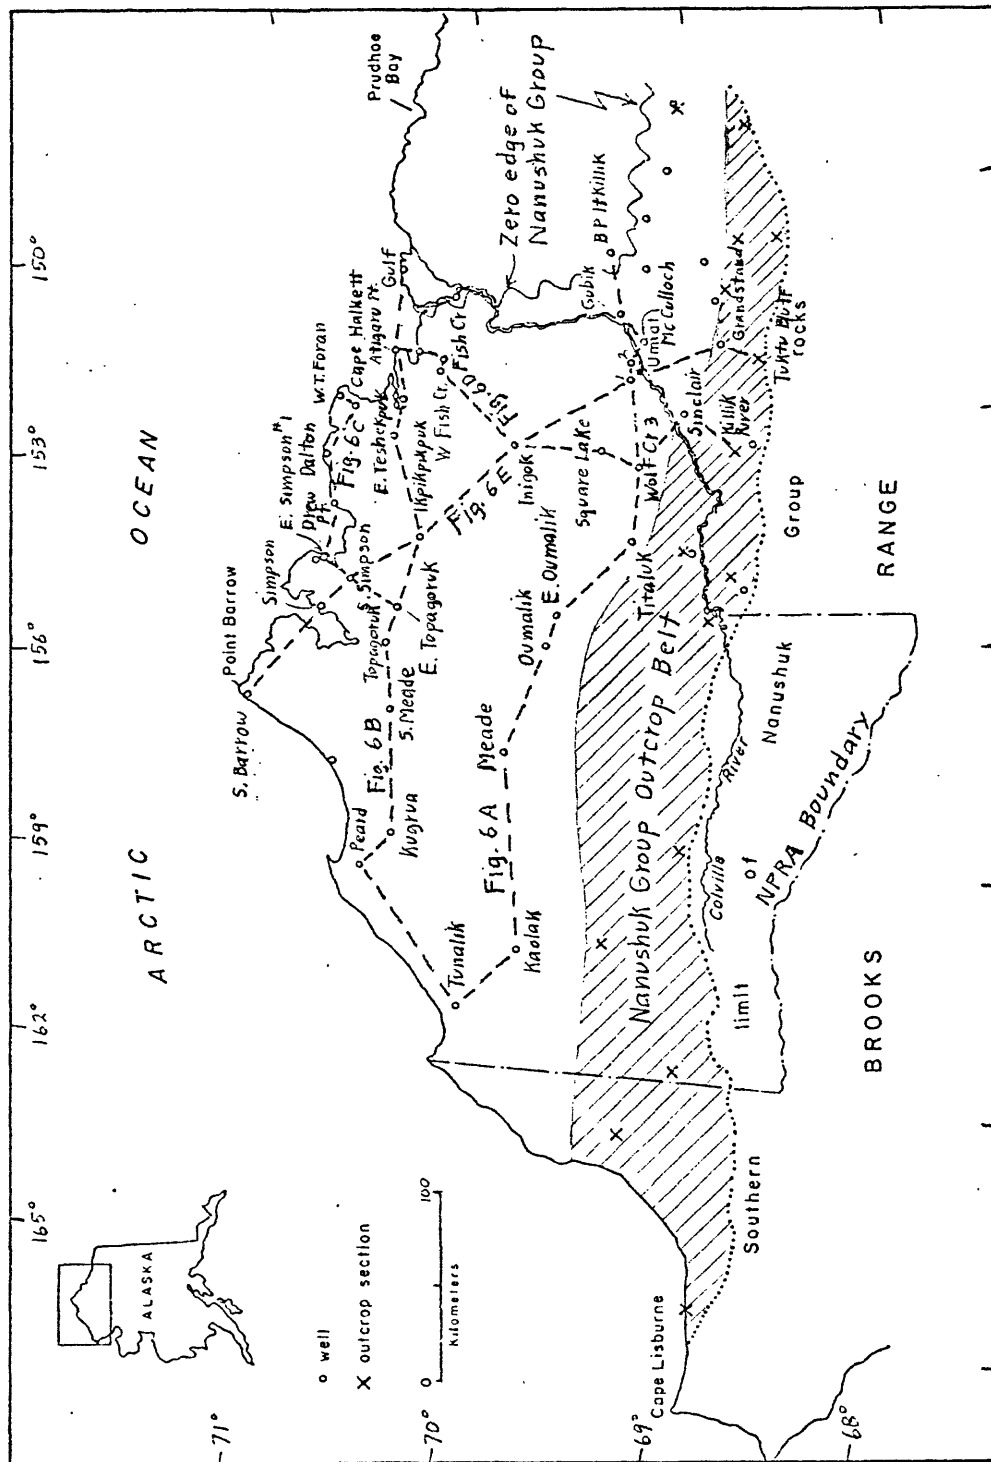 165°
162°
159°
156°
153°
150°
71°
70°
69°
68°
ALASKA
o well
x outcrop section
0
100
Kilometers
ARCTIC
OCEAN
Point Barrow
S. Barrow
Simpson
E. Simpson #1
Drew Pt.
Dalton
W.T. Foran
Fig. 6C
Cape Halkett
Atigaru Pt.
Gulf
Prudhoe
Bay
Peard
Kugrua
Fig. 6B
Topagoruk
S. Simpson
S. Meade
E. Topagoruk
Ikpikpuk
E. Teshekpuk
W Fish Cr.
Fish Cr
Fig. 6D
Fig. 6E
Inigok
Zero edge of
Nanushuk Group
Tunalik
Kaolak
Fig. 6A
Meade
Oumalik
E. Oumalik
Square Lake
Wolf Cr 3
Titaluk
1
2
Umiat
Gubik
McCulloch
BP Itkillik
Sinclair
Killik
River
Grandstand
Tuktu Bluff
rocks
Nanushuk Group Outcrop Belt
Colville
River
Southern
limit
of
Nanushuk
Group
NPRA Boundary
Cape Lisburne
BROOKS
RANGE